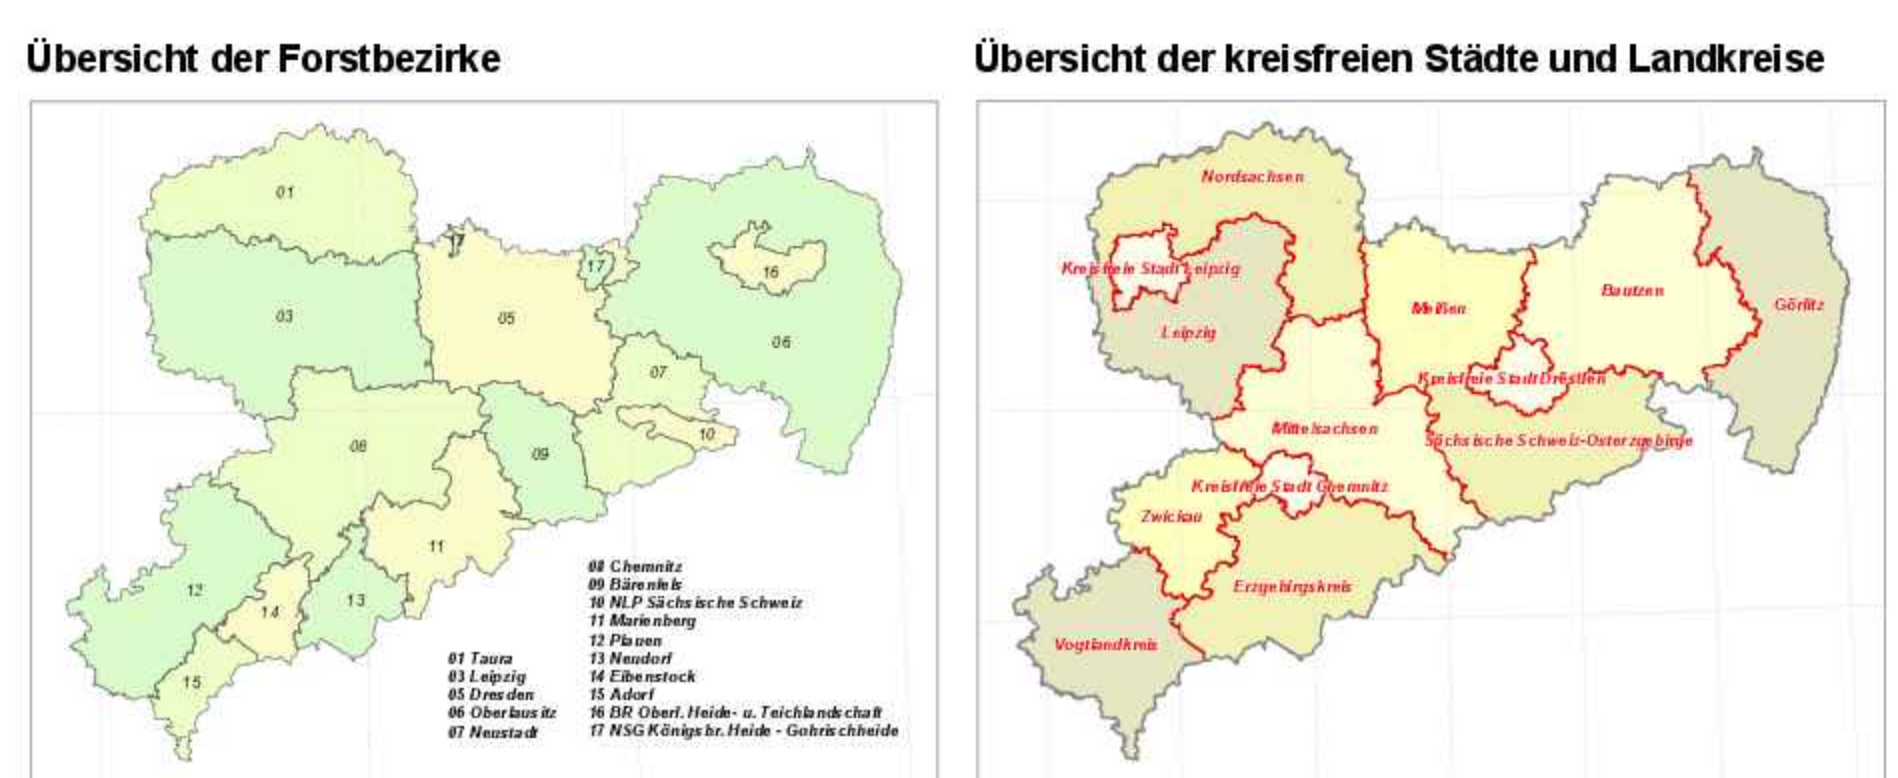 Übersicht der Forstbezirke
01
17
17
16
03
05
06
07
10
08
09
11
12
14
13
15
08 Chemnitz
09 Bärenfels
10 NLP Sächsische Schweiz
11 Marienberg
12 Plauen
01 Taura
13 Neudorf
03 Leipzig
14 Eibenstock
05 Dresden
15 Adorf
06 Oberlausitz
16 BR Oberl. Heide- u. Teichlandschaft
07 Neustadt
17 NSG Königsbr. Heide - Gohrischheide
Übersicht der kreisfreien Städte und Landkreise
Nordsachsen
Kreisfreie Stadt Leipzig
Leipzig
Meißen
Bautzen
Görlitz
Kreisfreie Stadt Dresden
Mittelsachsen
Sächsische Schweiz-Osterzgebirge
Kreisfreie Stadt Chemnitz
Zwickau
Erzgebirgskreis
Vogtlandkreis